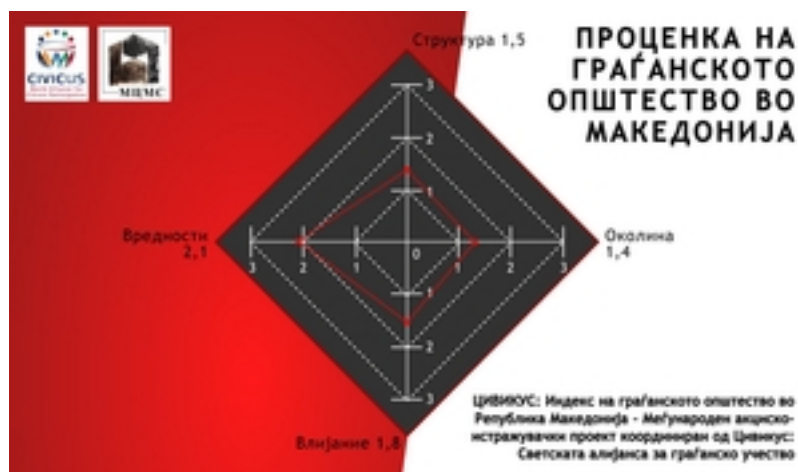 CIVICUS
МЦМС
Структура 1,5
ПРОЦЕНКА НА
ГРАЃАНСКОТО
ОПШТЕСТВО ВО
МАКЕДОНИЈА
3
2
1
Вредности
2,1
Околина
1,4
3 2 1 0 1 2 3
1
2
3
Влијание 1,8
ЦИВИКУС: Индекс на граѓанското општество во
Република Македонија - Меѓународен акциско-
истражувачки проект координиран од Цивикус:
Светската алијанса за граѓанско учество